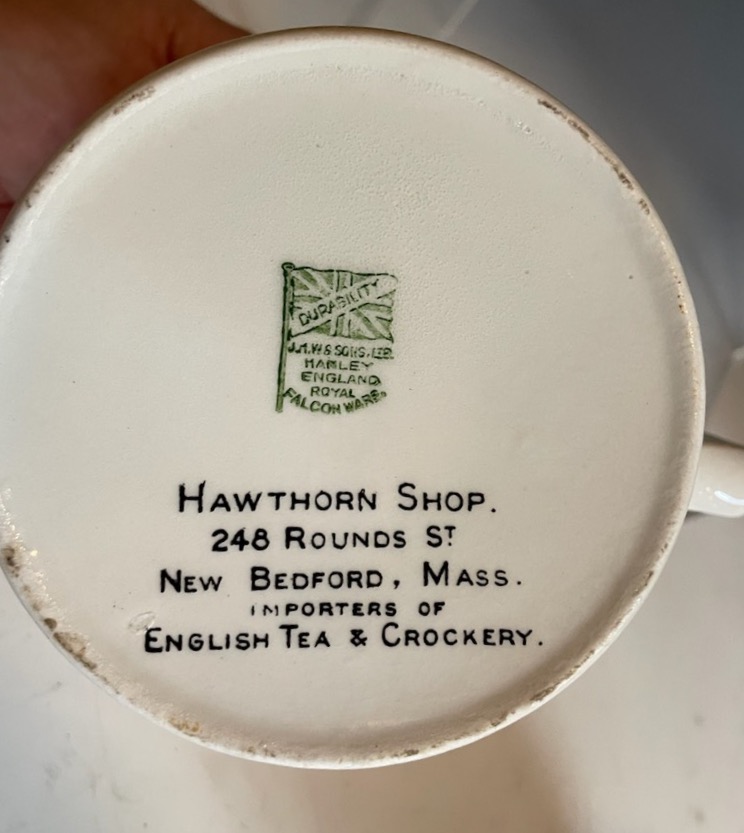 DURABILITY
J.H.W & SONS. LTD.
HANLEY
ENGLAND
ROYAL
FALCON WARE
HAWTHORN SHOP.
248 ROUNDS ST
NEW BEDFORD, MASS.
IMPORTERS OF
ENGLISH TEA & CROCKERY.